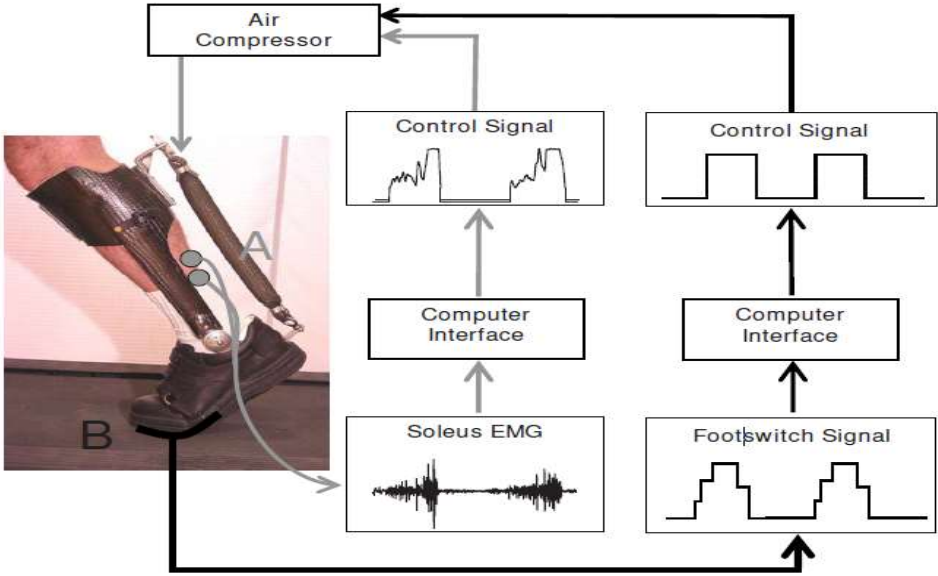 Air
Compressor
Control Signal
Control Signal
A
Computer
Interface
Computer
Interface
B
Soleus EMG
Footswitch Signal